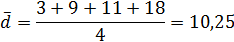 d̄ = (3 + 9 + 11 + 18)/4 = 10,25